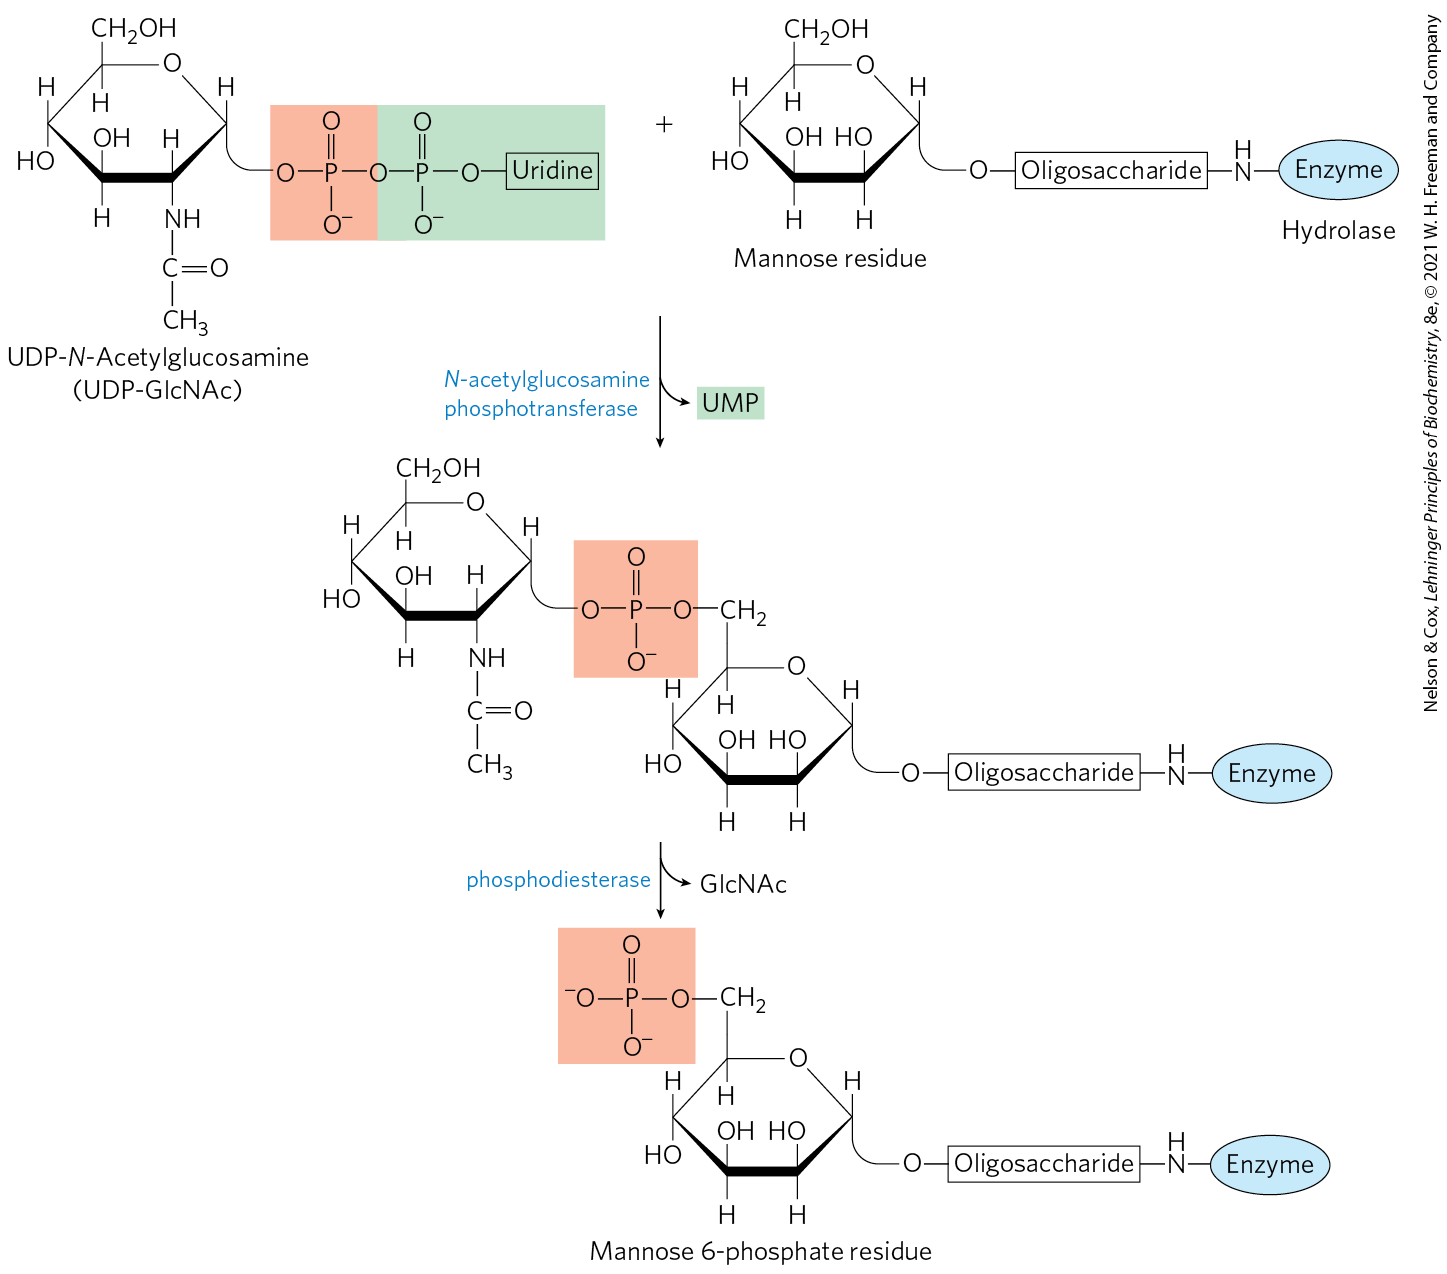 CH₂OH
O
H
H
H
OH
H
HO
H
NH
C=O
CH₃
O
O—P—O—P—O—Uridine
O
O⁻
O⁻
UDP-N-Acetylglucosamine
(UDP-GlcNAc)
+
CH₂OH
O
H
H
H
OH HO
HO
H
H
O—Oligosaccharide—N—Enzyme
H
Hydrolase
Mannose residue
N-acetylglucosamine
phosphotransferase
UMP
CH₂OH
O
H
H
H
OH
H
HO
H
NH
C=O
CH₃
O
O—P—O—CH₂
O⁻
O
H
H
H
OH HO
HO
H
H
O—Oligosaccharide—N—Enzyme
H
phosphodiesterase
GlcNAc
O
⁻O—P—O—CH₂
O⁻
O
H
H
H
OH HO
HO
H
H
O—Oligosaccharide—N—Enzyme
H
Mannose 6-phosphate residue
Nelson & Cox, Lehninger Principles of Biochemistry, 8e, © 2021 W. H. Freeman and Company